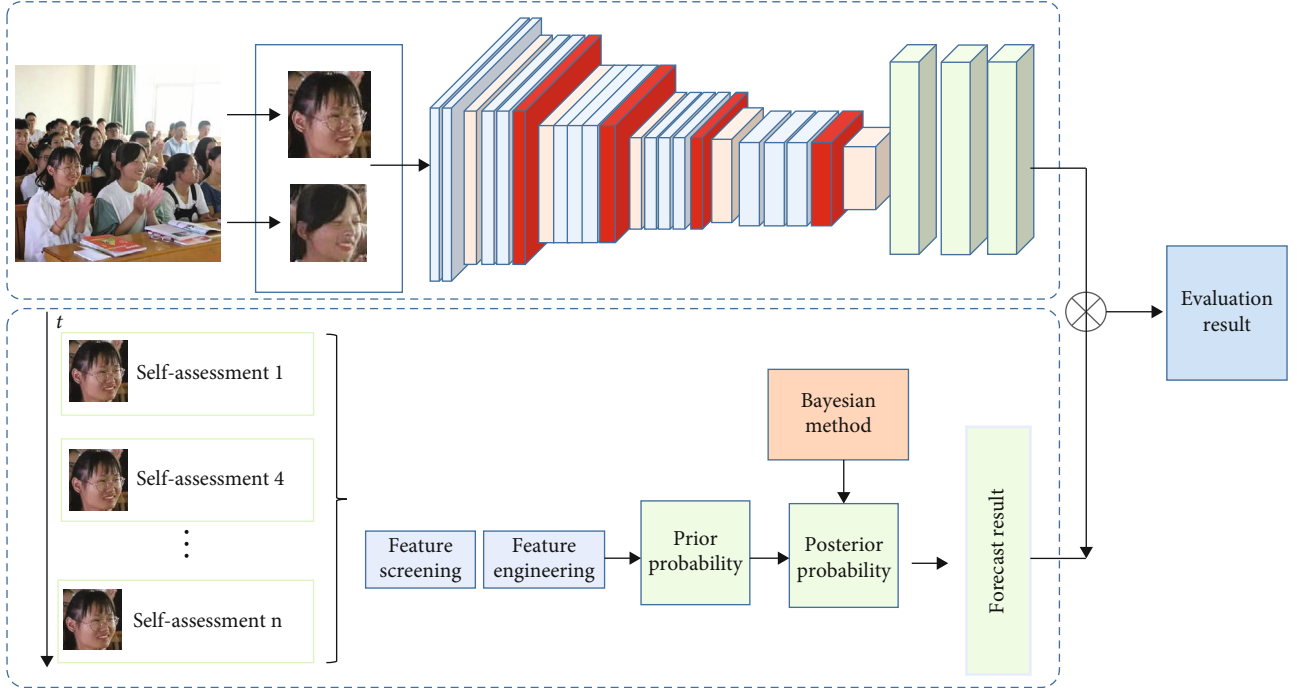 Evaluation
result
t
Self-assessment 1
Self-assessment 4
Self-assessment n
Feature
screening
Feature
engineering
Prior
probability
Bayesian
method
Posterior
probability
Forecast result